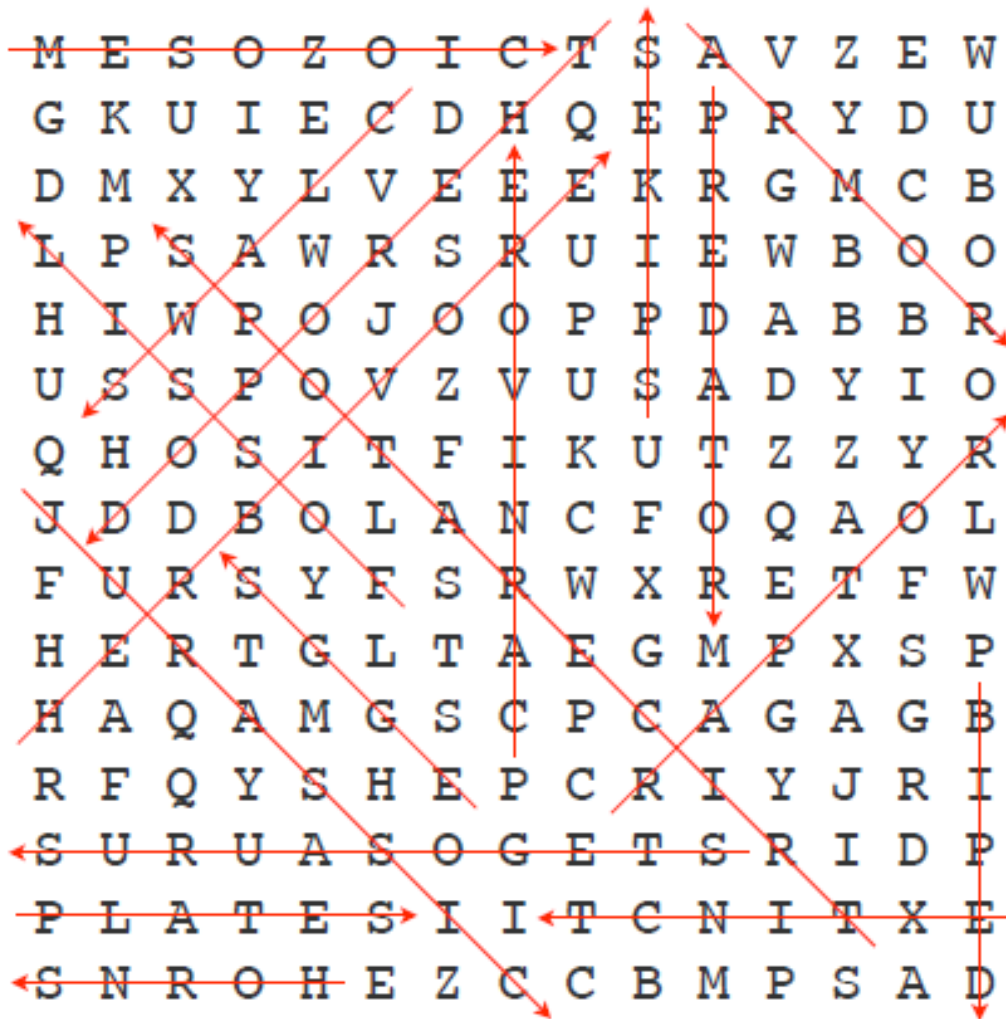 M E S O Z O I C T S A V Z E W
G K U I E C D H Q E P R Y D U
D M X Y L V E E E K R G M C B
L P S A W R S R U I E W B O O
H I W P O J O O P P D A B B R
U S S P O V Z V U S A D Y I O
Q H O S I T F I K U T Z Z Y R
J D D B O L A N C F O Q A O L
F U R S Y F S R W X R E T F W
H E R T G L T A E G M P X S P
H A Q A M G S C P C A G A G B
R F Q Y S H E P C R I Y J R I
S U R U A S O G E T S R I D P
P L A T E S I I T C N I T X E
S N R O H E Z C C B M P S A D